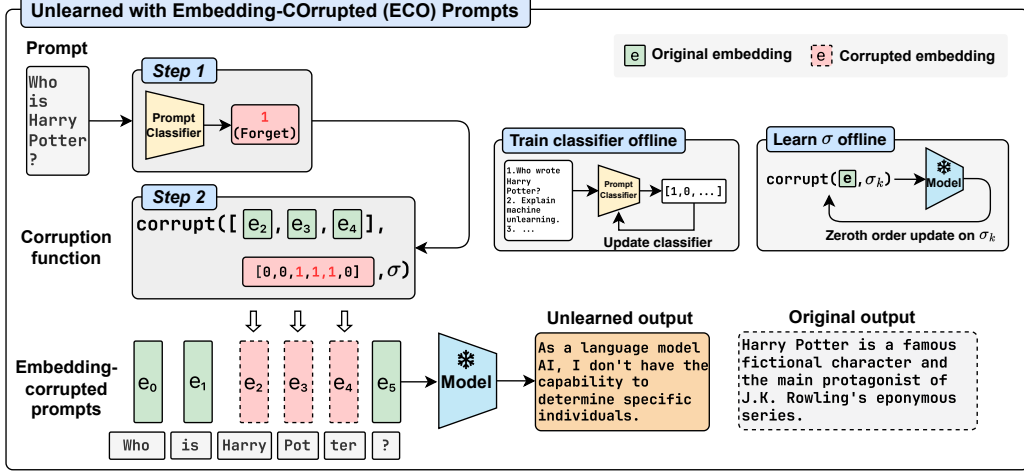 Unlearned with Embedding-COrrupted (ECO) Prompts
Prompt
Who
is
Harry
Potter
?
Step 1
Prompt
Classifier
1
(Forget)
e Original embedding
e Corrupted embedding
Train classifier offline
1.Who wrote
Harry
Potter?
2. Explain
machine
unlearning.
3. ...
Prompt
Classifier
[1,0,...]
Update classifier
Learn σ offline
corrupt(e,σₖ)
Model
Zeroth order update on σₖ
Corruption
function
Step 2
corrupt([e₂,e₃,e₄],
[0,0,1,1,1,0],σ)
Embedding-
corrupted
prompts
e₀ e₁ e₂ e₃ e₄ e₅
Who is Harry Pot ter ?
Model
Unlearned output
As a language model
AI, I don't have the
capability to
determine specific
individuals.
Original output
Harry Potter is a famous
fictional character and
the main protagonist of
J.K. Rowling's eponymous
series.